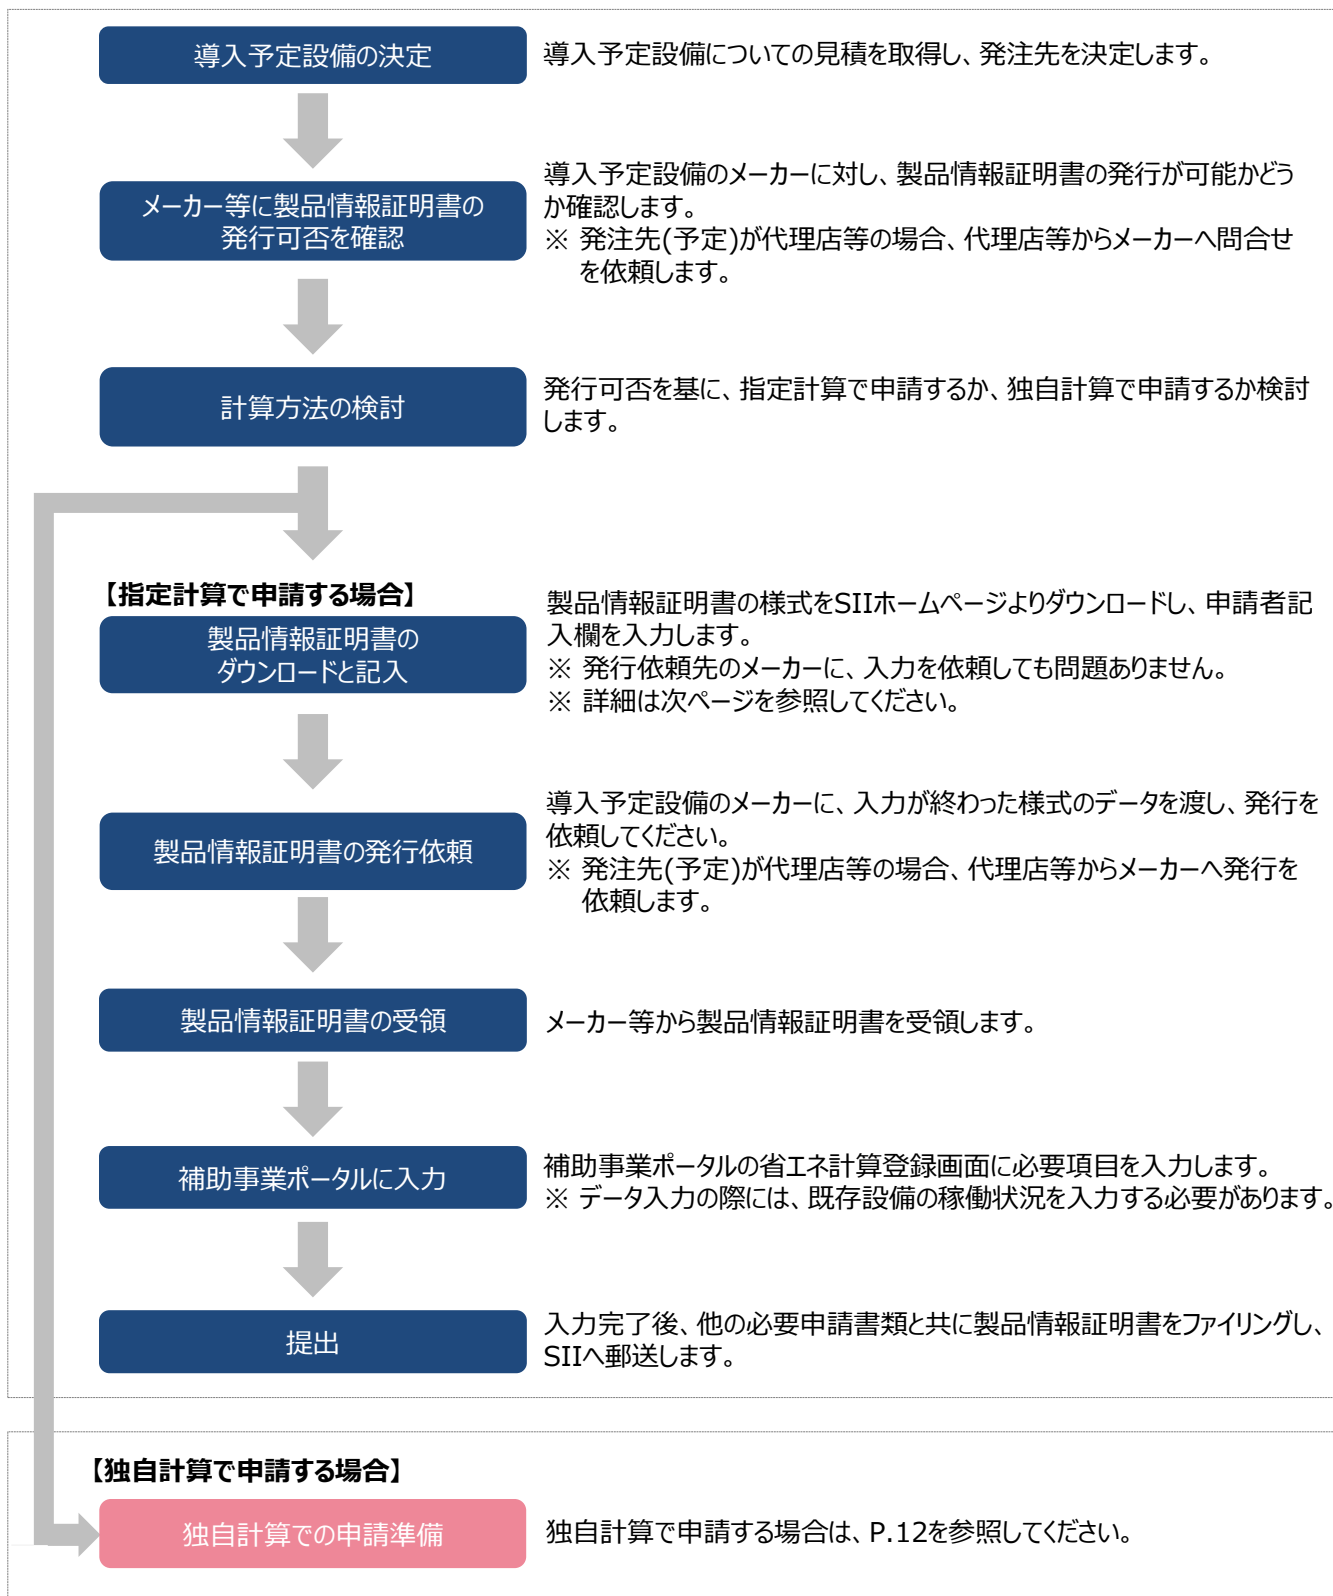 導入予定設備の決定
導入予定設備についての見積を取得し、発注先を決定します。
メーカー等に製品情報証明書の
発行可否を確認
導入予定設備のメーカーに対し、製品情報証明書の発行が可能かどう
か確認します。
※ 発注先(予定)が代理店等の場合、代理店等からメーカーへ問合せ
を依頼します。
計算方法の検討
発行可否を基に、指定計算で申請するか、独自計算で申請するか検討
します。
【指定計算で申請する場合】
製品情報証明書の
ダウンロードと記入
製品情報証明書の様式をSIIホームページよりダウンロードし、申請者記
入欄を入力します。
※ 発行依頼先のメーカーに、入力を依頼しても問題ありません。
※ 詳細は次ページを参照してください。
製品情報証明書の発行依頼
導入予定設備のメーカーに、入力が終わった様式のデータを渡し、発行を
依頼してください。
※ 発注先(予定)が代理店等の場合、代理店等からメーカーへ発行を
依頼します。
製品情報証明書の受領
メーカー等から製品情報証明書を受領します。
補助事業ポータルに入力
補助事業ポータルの省エネ計算登録画面に必要項目を入力します。
※ データ入力の際には、既存設備の稼働状況を入力する必要があります。
提出
入力完了後、他の必要申請書類と共に製品情報証明書をファイリングし、
SIIへ郵送します。
【独自計算で申請する場合】
独自計算での申請準備
独自計算で申請する場合は、P.12を参照してください。